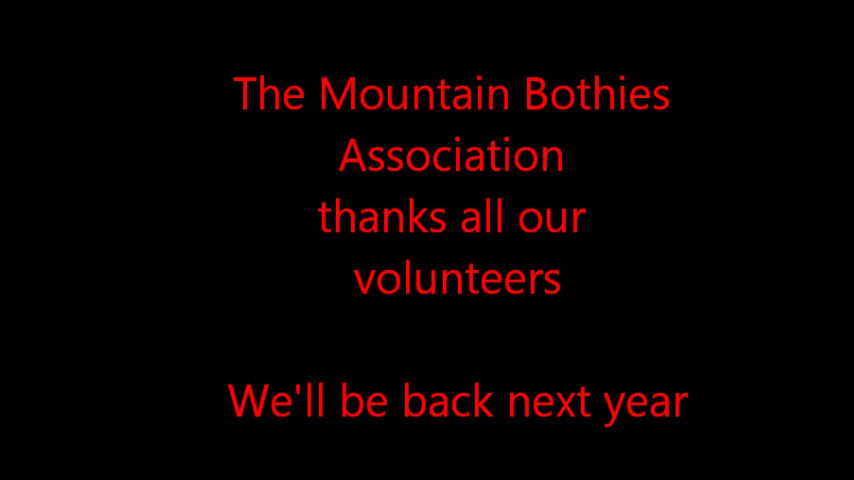 The Mountain Bothies
Association
thanks all our
volunteers
We'll be back next year